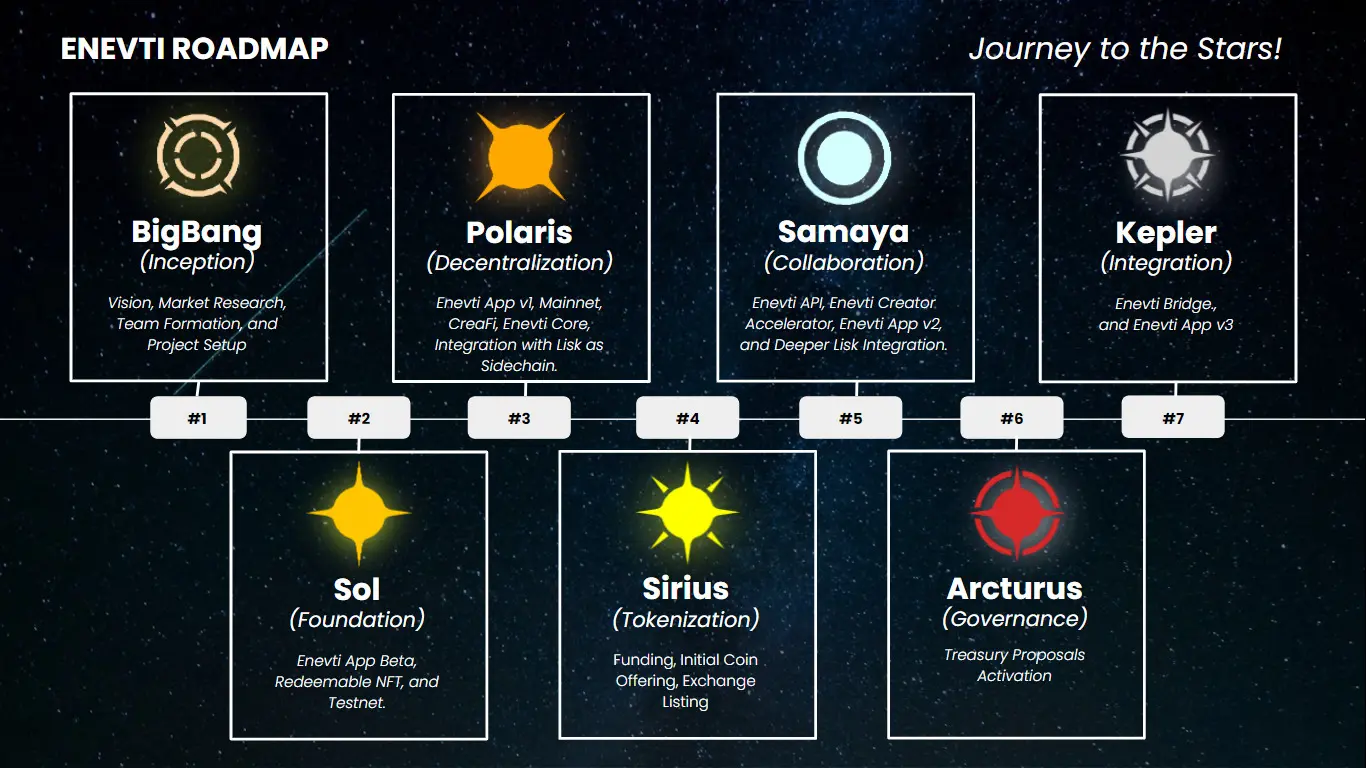 ENEVTI ROADMAP
Journey to the Stars!
BigBang
(Inception)
Vision, Market Research,
Team Formation, and
Project Setup
Polaris
(Decentralization)
Enevti App v1, Mainnet,
CreaFi, Enevti Core,
Integration with Lisk as
Sidechain.
Samaya
(Collaboration)
Enevti API, Enevti Creator
Accelerator, Enevti App v2,
and Deeper Lisk Integration.
Kepler
(Integration)
Enevti Bridge.,
and Enevti App v3
#1
#2
#3
#4
#5
#6
#7
Sol
(Foundation)
Enevti App Beta,
Redeemable NFT, and
Testnet.
Sirius
(Tokenization)
Funding, Initial Coin
Offering, Exchange
Listing
Arcturus
(Governance)
Treasury Proposals
Activation